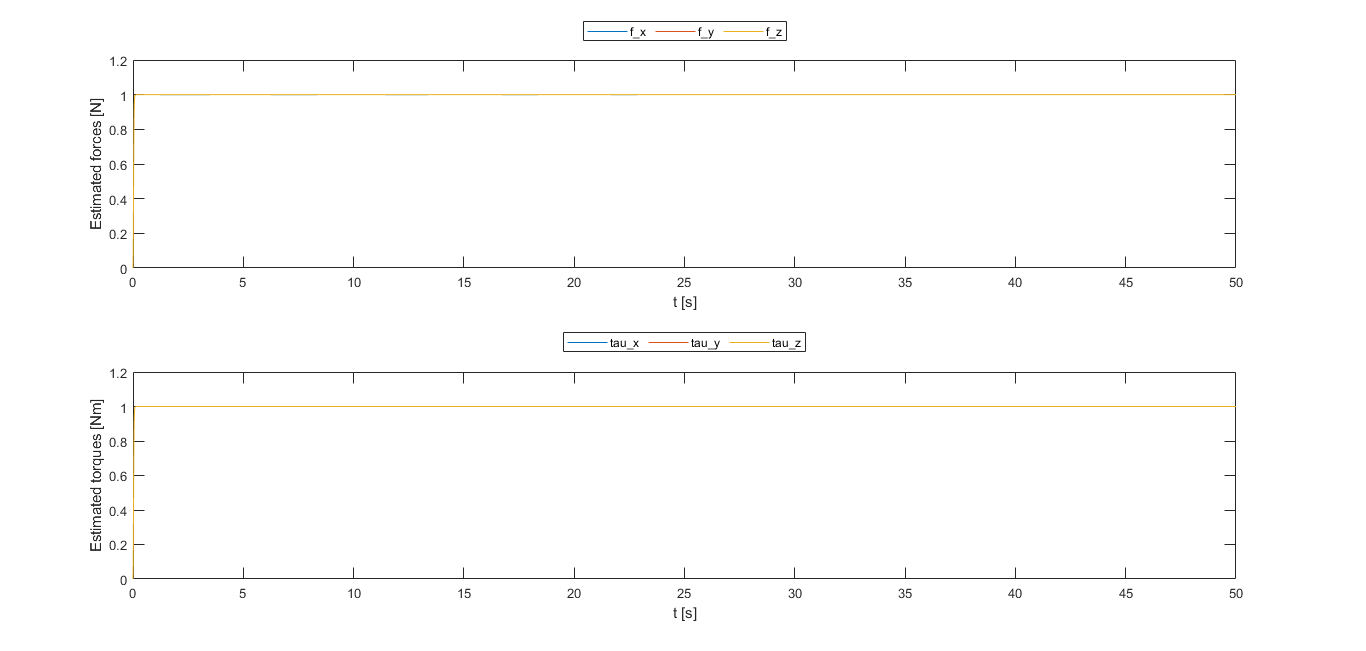 f_x f_y f_z
1.2
1
0.8
0.6
0.4
0.2
0
Estimated forces [N]
0 5 10 15 20 25 30 35 40 45 50
t [s]
tau_x tau_y tau_z
1.2
1
0.8
0.6
0.4
0.2
0
Estimated torques [Nm]
0 5 10 15 20 25 30 35 40 45 50
t [s]